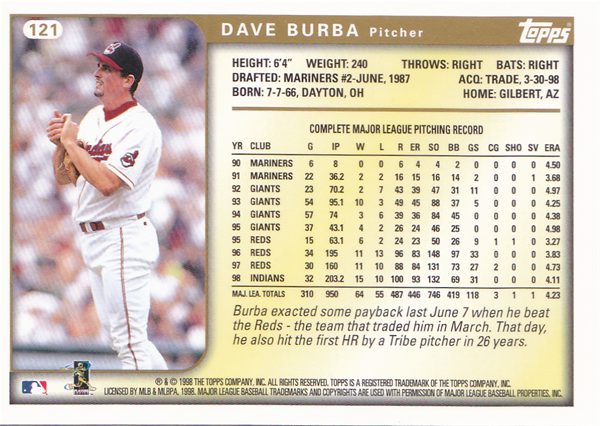 121
DAVE BURBA Pitcher
Topps
HEIGHT: 6'4" WEIGHT: 240 THROWS: RIGHT BATS: RIGHT
DRAFTED: MARINERS #2-JUNE, 1987 ACQ: TRADE, 3-30-98
BORN: 7-7-66, DAYTON, OH HOME: GILBERT, AZ
COMPLETE MAJOR LEAGUE PITCHING RECORD
YR CLUB G IP W L R ER SO BB GS CG SHO SV ERA
90 MARINERS 6 8 0 0 6 4 4 2 0 0 0 0 4.50
91 MARINERS 22 36.2 2 2 16 15 16 14 2 0 0 1 3.68
92 GIANTS 23 70.2 2 7 43 39 47 31 11 0 0 0 4.97
93 GIANTS 54 95.1 10 3 49 45 88 37 5 0 0 0 4.25
94 GIANTS 57 74 3 6 39 36 84 45 0 0 0 0 4.38
95 GIANTS 37 43.1 4 2 26 24 46 25 0 0 0 0 4.98
95 REDS 15 63.1 6 2 24 23 50 26 9 1 1 0 3.27
96 REDS 34 195 11 13 96 83 148 97 33 0 0 0 3.83
97 REDS 30 160 11 10 88 84 131 73 27 2 0 0 4.73
98 INDIANS 32 203.2 15 10 100 93 132 69 31 0 0 0 4.11
MAJ. LEA. TOTALS 310 950 64 55 487 446 746 419 118 3 1 1 4.23
Burba exacted some payback last June 7 when he beat
the Reds - the team that traded him in March. That day,
he also hit the first HR by a Tribe pitcher in 26 years.
® & © 1998 THE TOPPS COMPANY, INC. ALL RIGHTS RESERVED. TOPPS IS A REGISTERED TRADEMARK OF THE TOPPS COMPANY, INC.
LICENSED BY MLB & MLBPA, 1998. MAJOR LEAGUE BASEBALL TRADEMARKS AND COPYRIGHTS ARE USED WITH PERMISSION OF MAJOR LEAGUE BASEBALL PROPERTIES, INC.